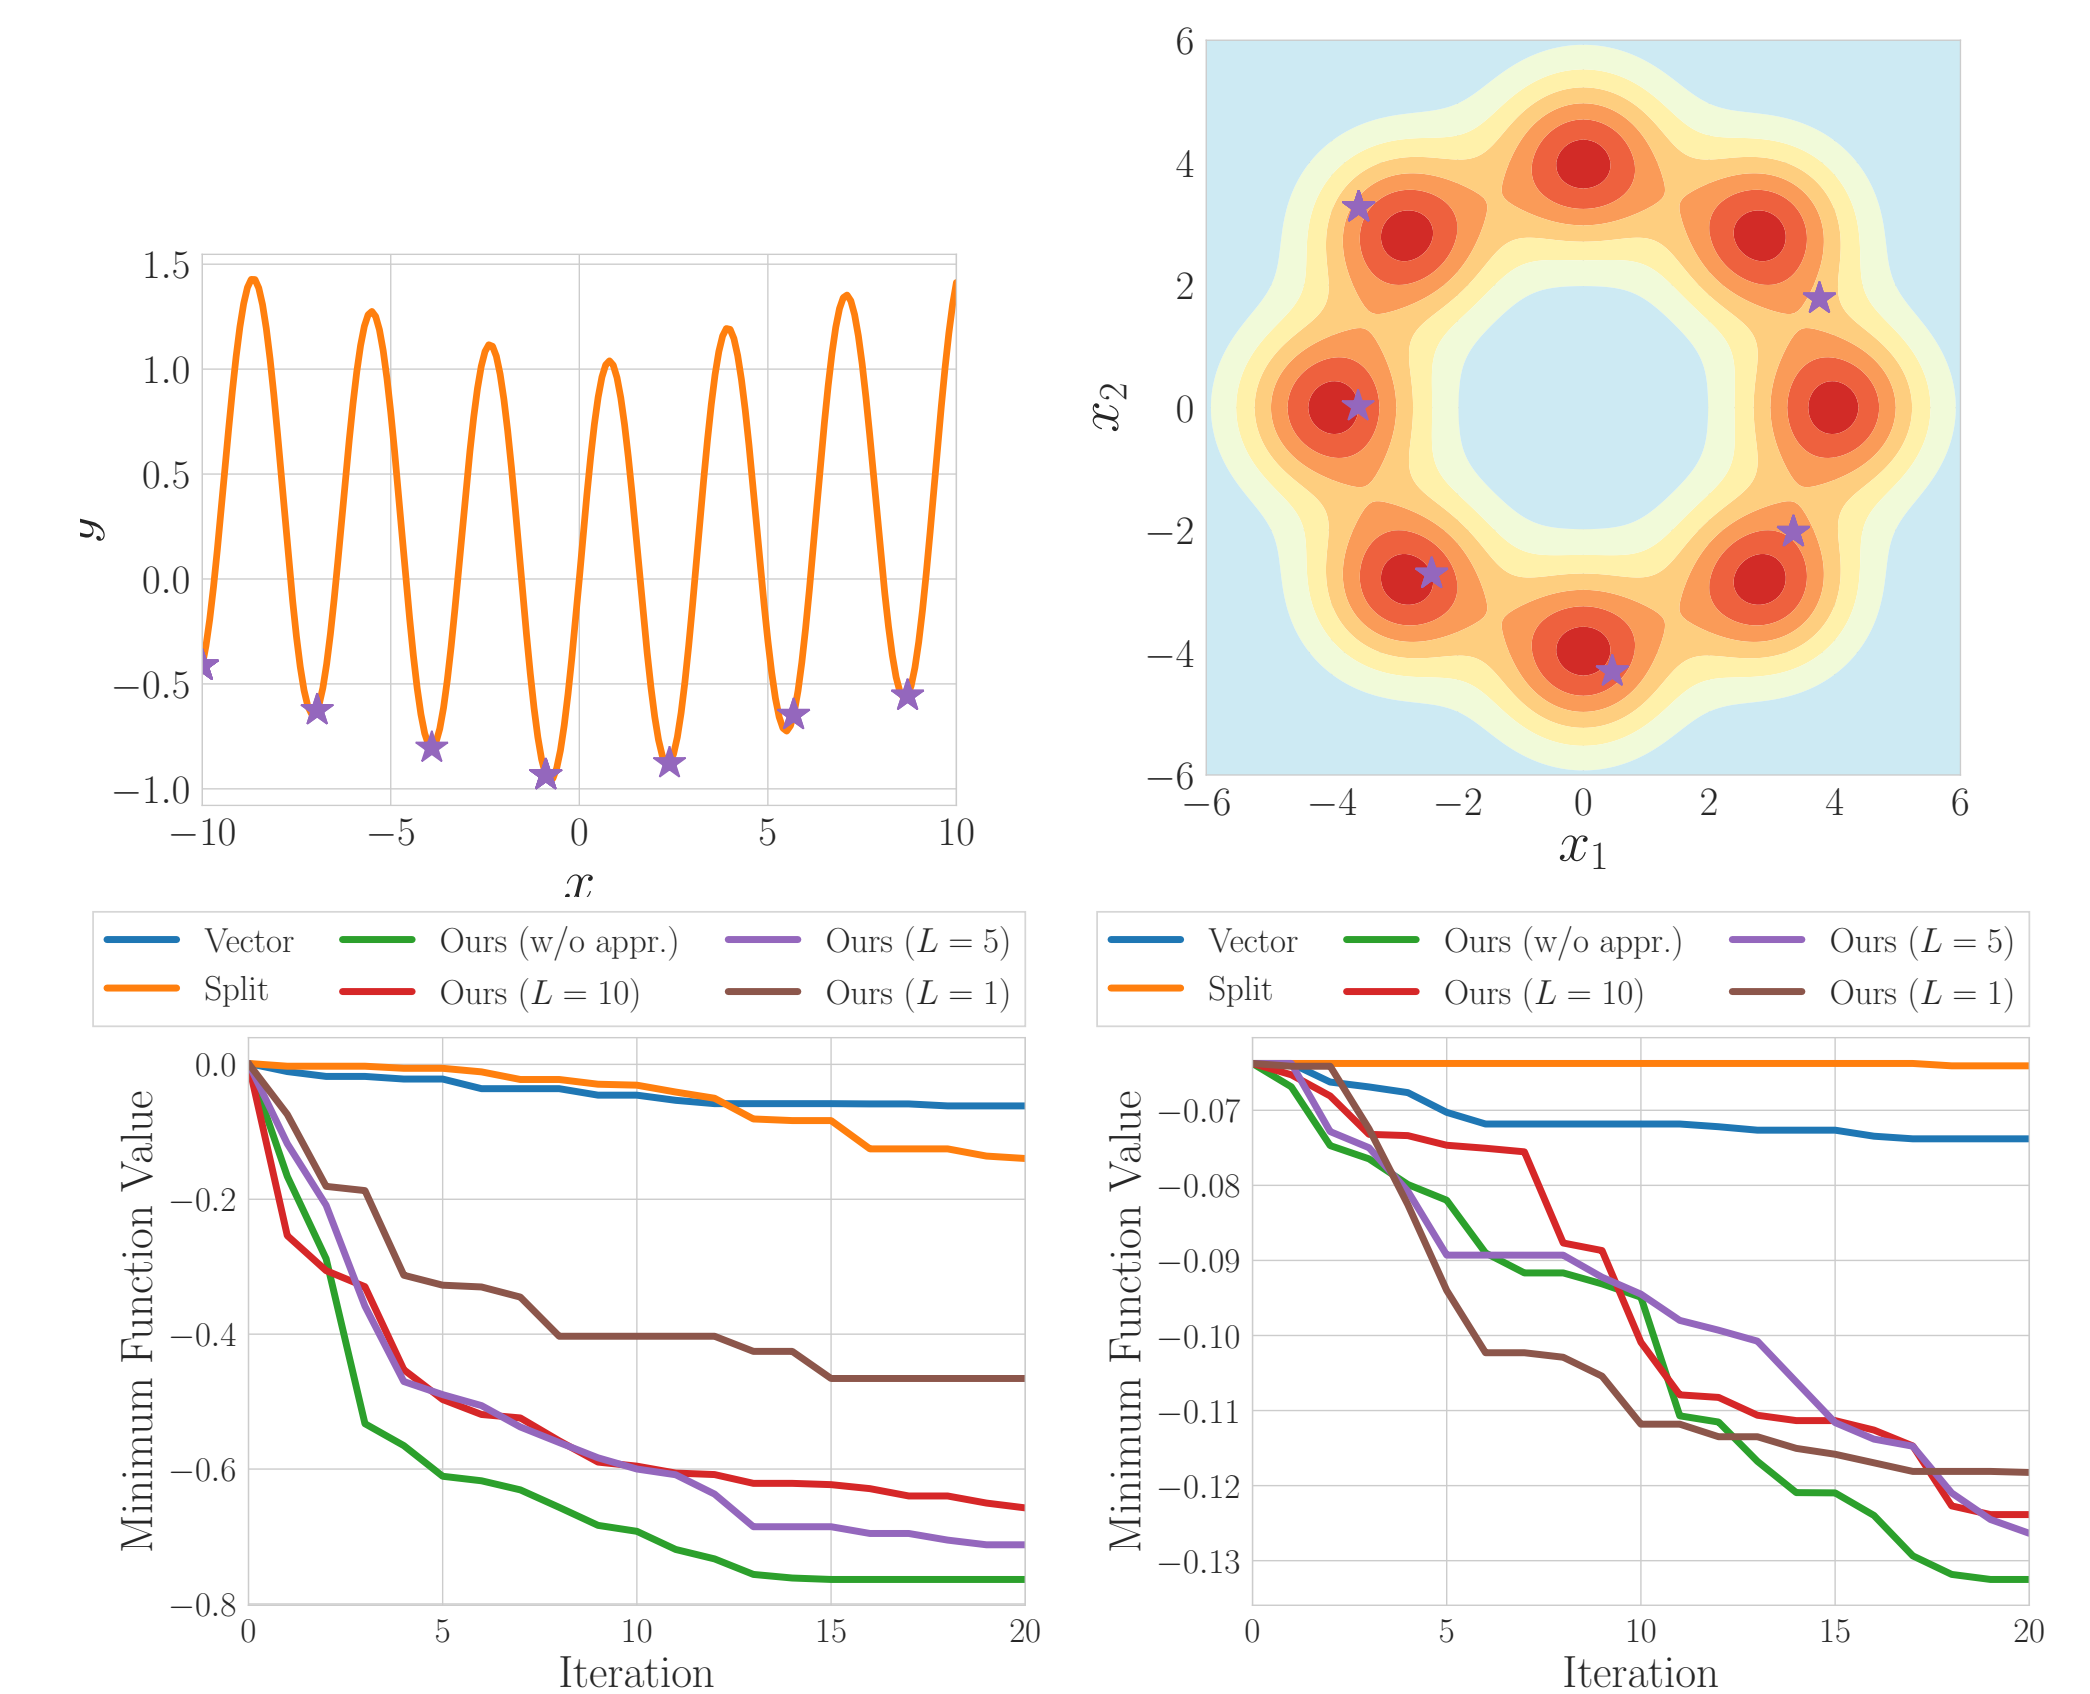 1.5
1.0
0.5
0.0
−0.5
−1.0
y
−10 −5 0 5 10
x
6
4
2
0
−2
−4
−6
x2
−6 −4 −2 0 2 4 6
x1
Vector Ours (w/o appr.) Ours (L = 5)
Split Ours (L = 10) Ours (L = 1)
0.0
−0.2
−0.4
−0.6
−0.8
Minimum Function Value
0 5 10 15 20
Iteration
Vector Ours (w/o appr.) Ours (L = 5)
Split Ours (L = 10) Ours (L = 1)
−0.07
−0.08
−0.09
−0.10
−0.11
−0.12
−0.13
Minimum Function Value
0 5 10 15 20
Iteration